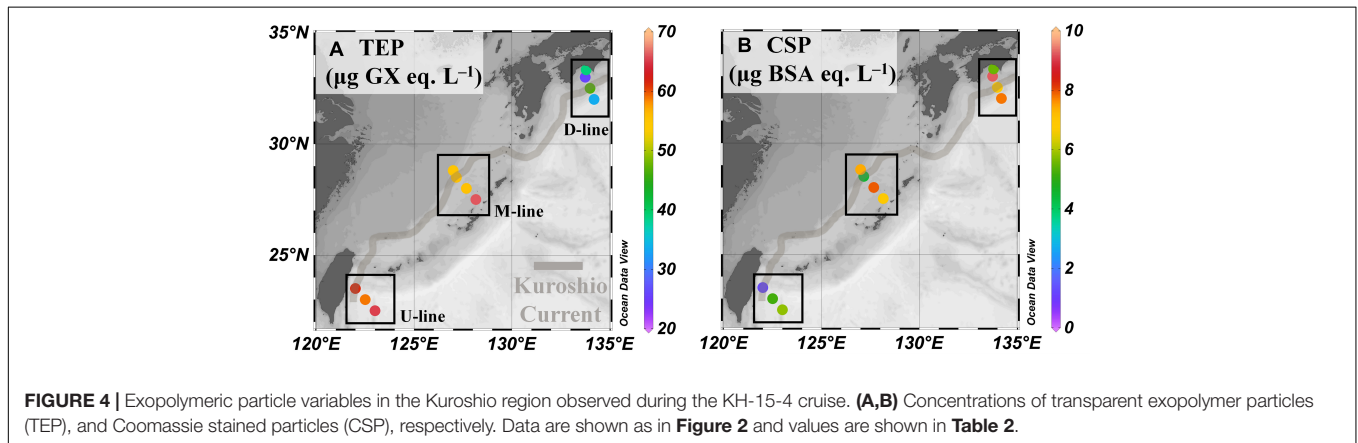 A TEP
(µg GX eq. L⁻¹)
35°N
30°N
25°N
120°E
125°E
130°E
135°E
D-line
M-line
U-line
Kuroshio
Current
Ocean Data View
70
60
50
40
30
20
B CSP
(µg BSA eq. L⁻¹)
120°E
125°E
130°E
135°E
Ocean Data View
10
8
6
4
2
0
FIGURE 4 | Exopolymeric particle variables in the Kuroshio region observed during the KH-15-4 cruise. (A,B) Concentrations of transparent exopolymer particles
(TEP), and Coomassie stained particles (CSP), respectively. Data are shown as in Figure 2 and values are shown in Table 2.